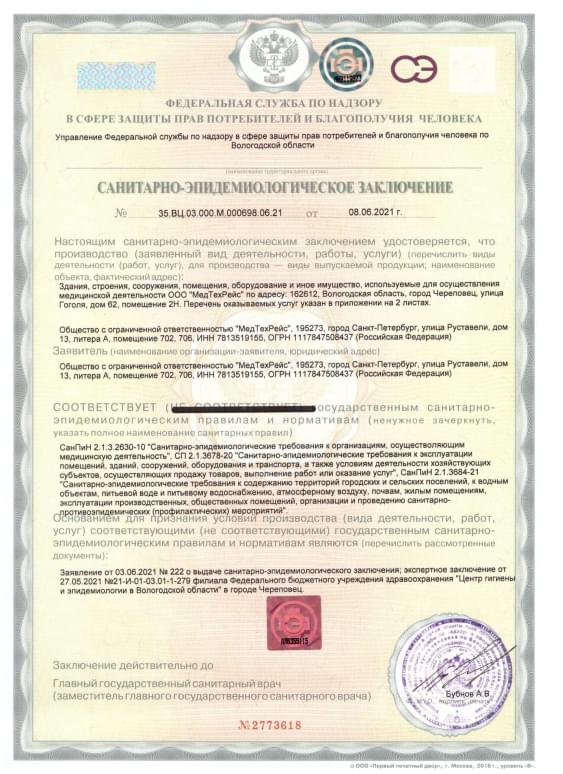 СЭ
ФЕДЕРАЛЬНАЯ СЛУЖБА ПО НАДЗОРУ
В СФЕРЕ ЗАЩИТЫ ПРАВ ПОТРЕБИТЕЛЕЙ И БЛАГОПОЛУЧИЯ ЧЕЛОВЕКА
Управление Федеральной службы по надзору в сфере защиты прав потребителей и благополучия человека по
Вологодской области
(наименование территориального органа)
САНИТАРНО-ЭПИДЕМИОЛОГИЧЕСКОЕ ЗАКЛЮЧЕНИЕ
№ 35.ВЦ.03.000.М.000698.06.21 от 08.06.2021 г.
Настоящим санитарно-эпидемиологическим заключением удостоверяется, что
производство (заявленный вид деятельности, работы, услуги) (перечислить виды
деятельности (работ, услуг), для производства — виды выпускаемой продукции; наименование
объекта, фактический адрес):
Здания, строения, сооружения, помещения, оборудование и иное имущество, используемые для осуществления
медицинской деятельности ООО "МедТехРейс" по адресу: 162612, Вологодская область, город Череповец, улица
Гоголя, дом 62, помещение 2Н. Перечень оказываемых услуг указан в приложении на 2 листах.
Общество с ограниченной ответственностью "МедТехРейс", 195273, город Санкт-Петербург, улица Руставели, дом
13, литера А, помещение 702, 706, ИНН 7813519155, ОГРН 1117847508437 (Российская Федерация)
Заявитель (наименование организации-заявителя, юридический адрес)
Общество с ограниченной ответственностью "МедТехРейс", 195273, город Санкт-Петербург, улица Руставели, дом
13, литера А, помещение 702, 706, ИНН 7813519155, ОГРН 1117847508437 (Российская Федерация)
СООТВЕТСТВУЕТ (НЕ СООТВЕТСТВУЕТ) государственным санитарно-
эпидемиологическим правилам и нормативам (ненужное зачеркнуть,
указать полное наименование санитарных правил)
СанПиН 2.1.3.2630-10 "Санитарно-эпидемиологические требования к организациям, осуществляющим
медицинскую деятельность", СП 2.1.3678-20 "Санитарно-эпидемиологические требования к эксплуатации
помещений, зданий, сооружений, оборудования и транспорта, а также условиям деятельности хозяйствующих
субъектов, осуществляющих продажу товаров, выполнение работ или оказание услуг", СанПиН 2.1.3684-21
"Санитарно-эпидемиологические требования к содержанию территорий городских и сельских поселений, к водным
объектам, питьевой воде и питьевому водоснабжению, атмосферному воздуху, почвам, жилым помещениям,
эксплуатации производственных, общественных помещений, организации и проведению санитарно-
противоэпидемических (профилактических) мероприятий".
Основанием для признания условий производства (вида деятельности, работ,
услуг) соответствующими (не соответствующими) государственным санитарно-
эпидемиологическим правилам и нормативам являются (перечислить рассмотренные
документы):
Заявление от 03.06.2021 № 222 о выдаче санитарно-эпидемиологического заключения; экспертное заключение от
27.05.2021 №21-И-01-03.01-1-279 филиала Федерального бюджетного учреждения здравоохранения "Центр гигиены
и эпидемиологии в Вологодской области" в городе Череповец.
Заключение действительно до
Главный государственный санитарный врач
(заместитель главного государственного санитарного врача)
Бубнов А.В.
№2773618
© ООО «Первый печатный двор», г. Москва, 2018 г., уровень «В».